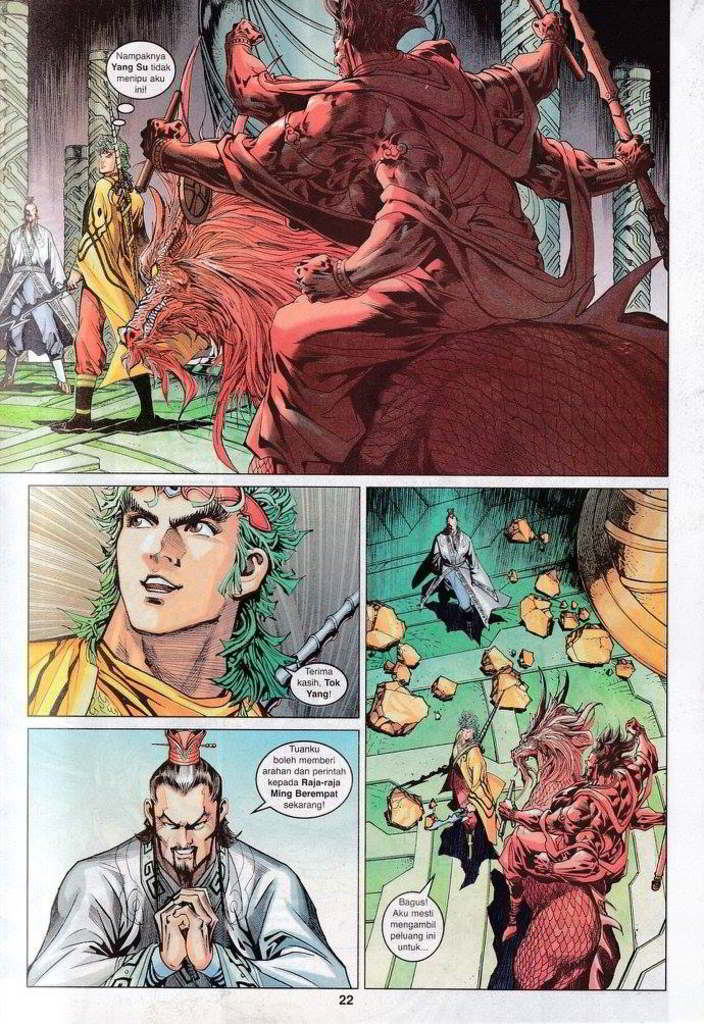 Nampaknya
Yang Su tidak
menipu aku
ini!
Terima
kasih, Tok
Yang!
Tuanku
boleh memberi
arahan dan perintah
kepada Raja-raja
Ming Berempat
sekarang!
Bagus!
Aku mesti
mengambil
peluang ini
untuk...
22